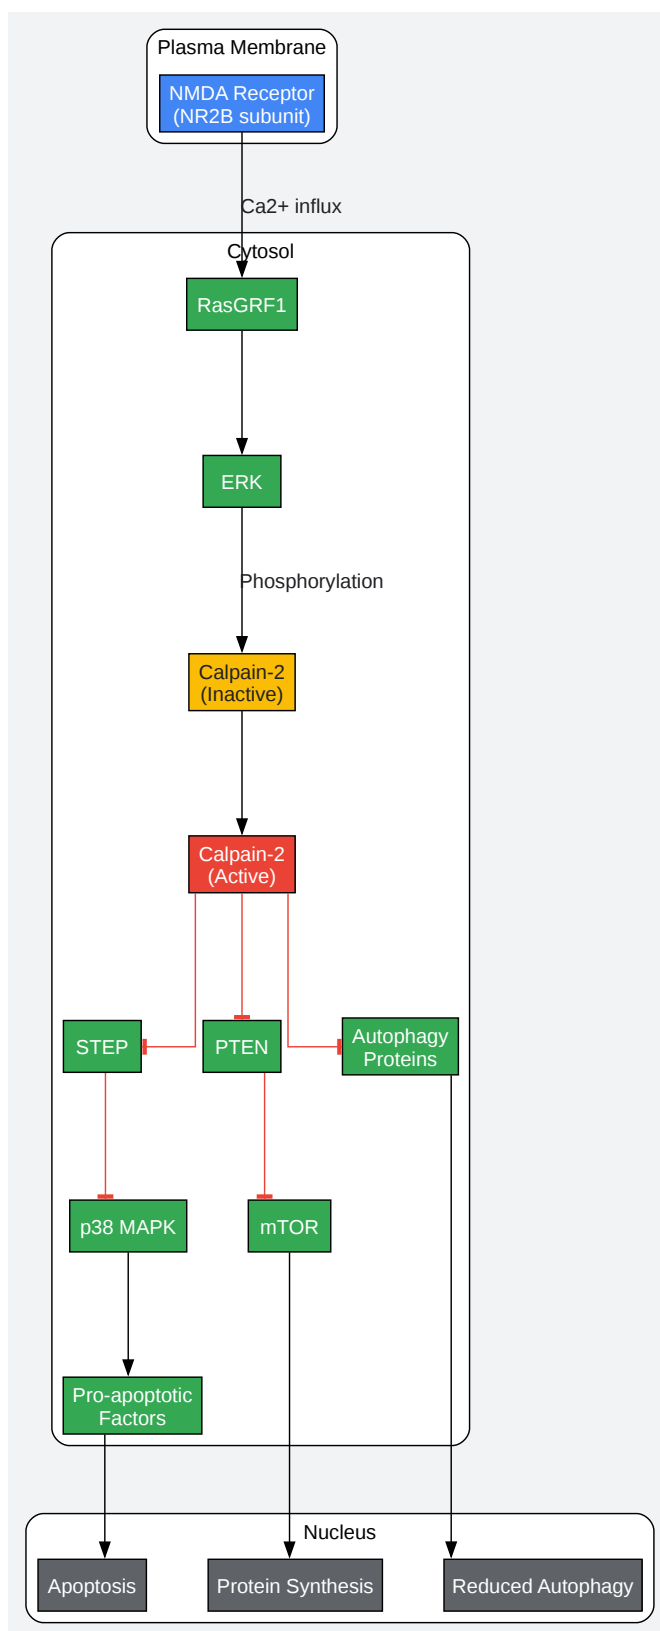 Plasma Membrane
NMDA Receptor
(NR2B subunit)
Ca2+ influx
Cytosol
RasGRF1
ERK
Phosphorylation
Calpain-2
(Inactive)
Calpain-2
(Active)
STEP
PTEN
Autophagy
Proteins
p38 MAPK
mTOR
Pro-apoptotic
Factors
Nucleus
Apoptosis
Protein Synthesis
Reduced Autophagy